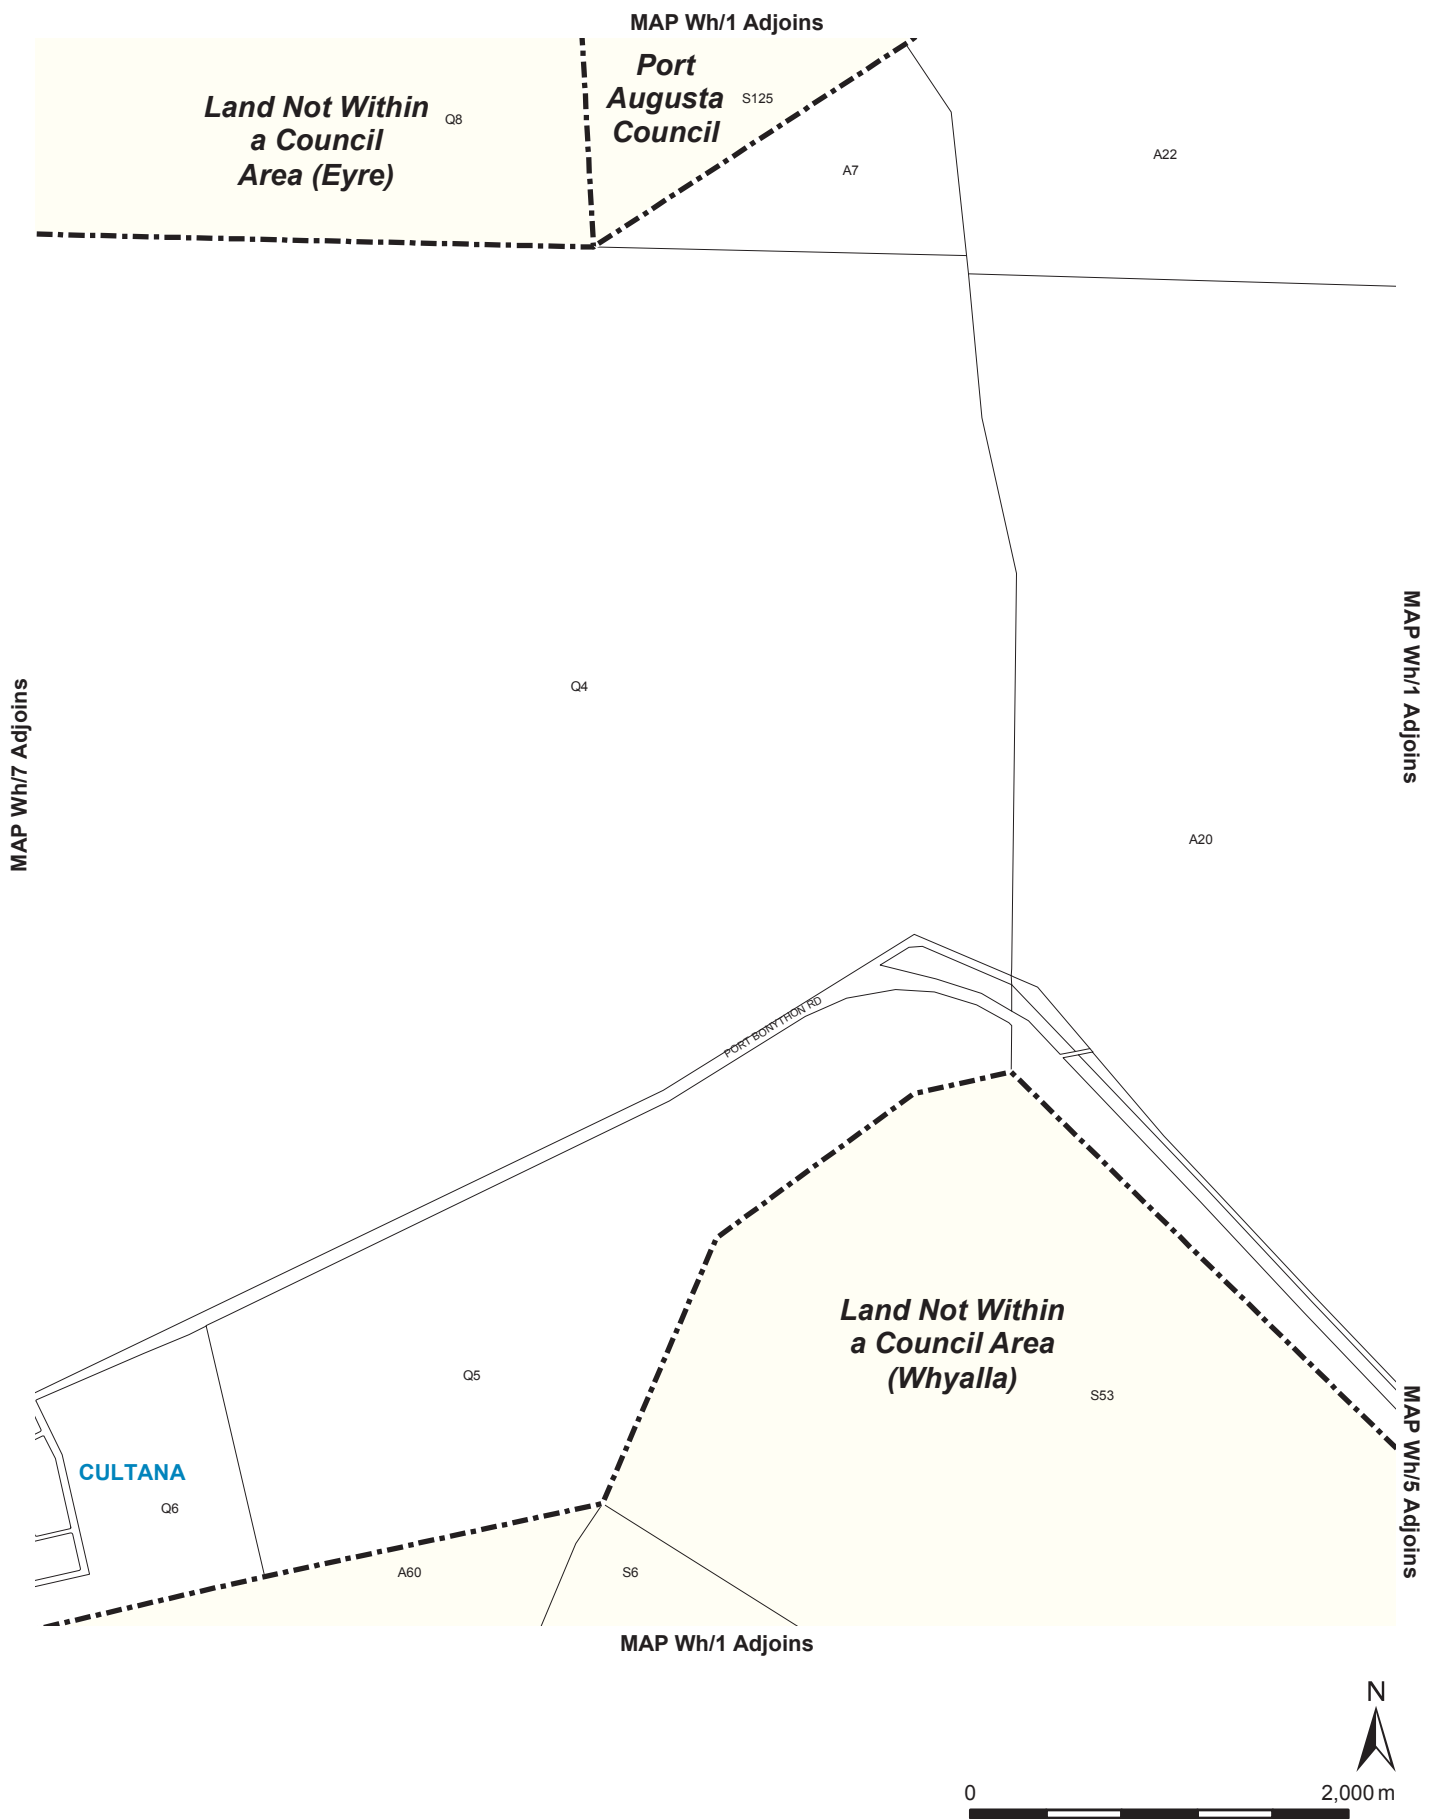 MAP Wh/1 Adjoins
Land Not Within
a Council
Area (Eyre)
Q8
Port
Augusta
Council
S125
A7
A22
Q4
MAP Wh/7 Adjoins
MAP Wh/1 Adjoins
A20
PORT BONYTHON RD
Land Not Within
a Council Area
(Whyalla)
S53
Q5
CULTANA
Q6
A60
S6
MAP Wh/5 Adjoins
MAP Wh/1 Adjoins
N
0
2,000 m